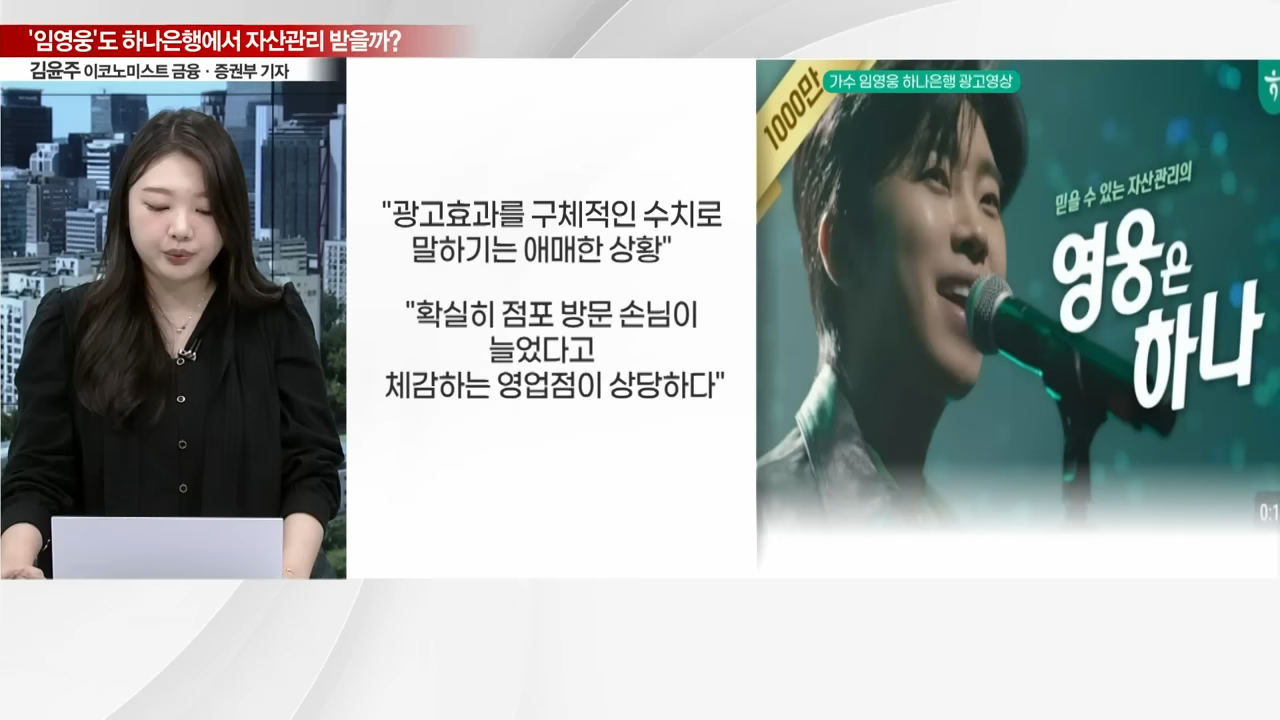 '임영웅'도 하나은행에서 자산관리 받을까?
김윤주 이코노미스트 금융·증권부 기자
"광고효과를 구체적인 수치로
말하기는 애매한 상황"
"확실히 점포 방문 손님이
늘었다고
체감하는 영업점이 상당하다"
1000만
가수 임영웅 하나은행 광고영상
믿을 수 있는 자산관리의
영웅은
하나
0:1